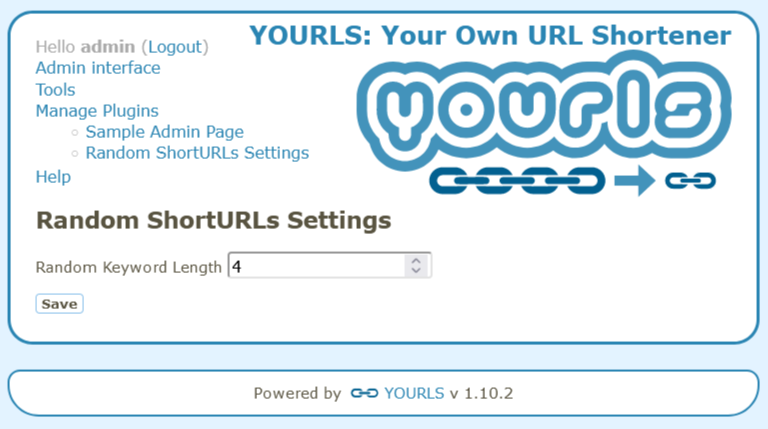 YOURLS: Your Own URL Shortener
yourls
Hello admin (Logout)
Admin interface
Tools
Manage Plugins
Sample Admin Page
Random ShortURLs Settings
Help
Random ShortURLs Settings
Random Keyword Length 4
Save
Powered by YOURLS v 1.10.2